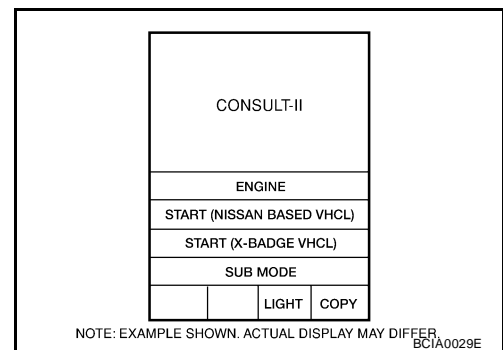 CONSULT-II
ENGINE
START (NISSAN BASED VHCL)
START (X-BADGE VHCL)
SUB MODE
LIGHT COPY
NOTE: EXAMPLE SHOWN. ACTUAL DISPLAY MAY DIFFER.
BCIA0029E